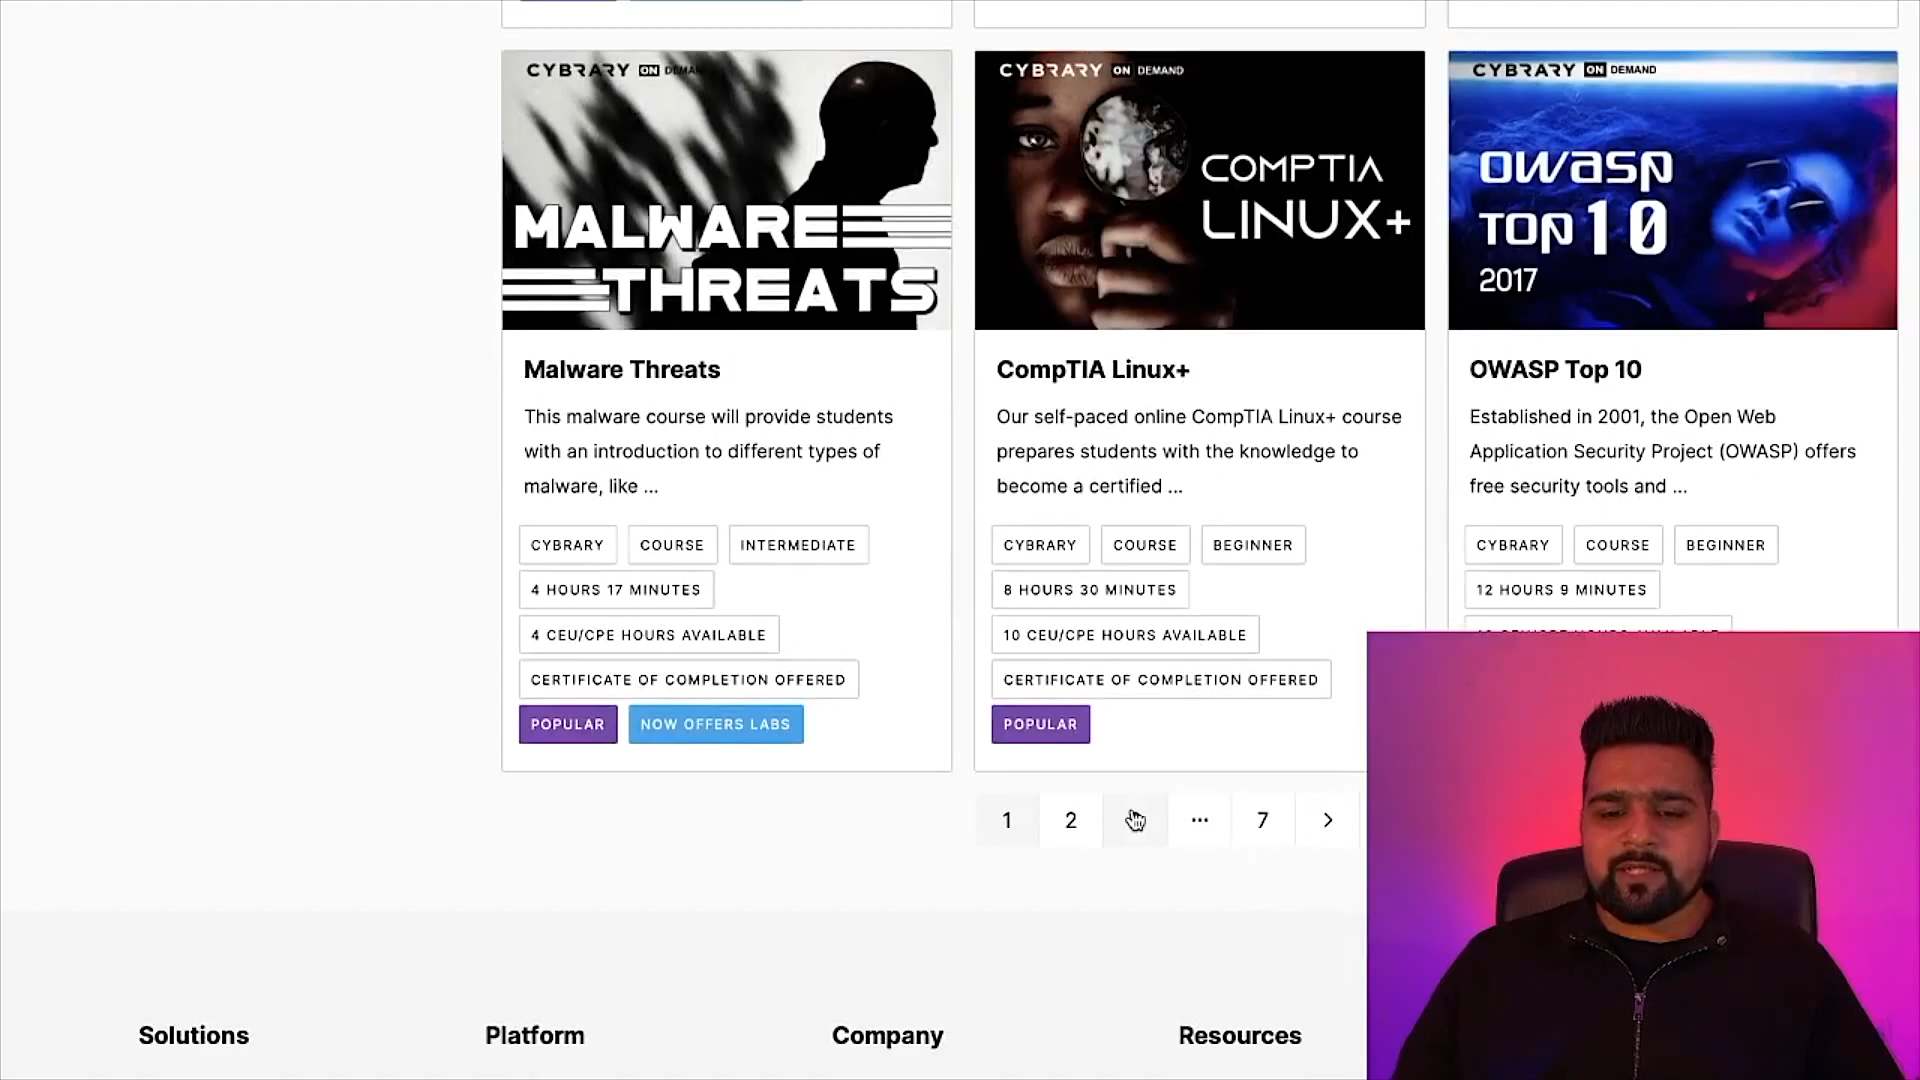 CYBRARY ON
MALWARE
THREATS
Malware Threats
This malware course will provide students
with an introduction to different types of
malware, like ...
CYBRARY COURSE INTERMEDIATE
4 HOURS 17 MINUTES
4 CEU/CPE HOURS AVAILABLE
CERTIFICATE OF COMPLETION OFFERED
POPULAR NOW OFFERS LABS
CYBRARY ON DEMAND
COMPTIA
LINUX+
CompTIA Linux+
Our self-paced online CompTIA Linux+ course
prepares students with the knowledge to
become a certified ...
CYBRARY COURSE BEGINNER
8 HOURS 30 MINUTES
10 CEU/CPE HOURS AVAILABLE
CERTIFICATE OF COMPLETION OFFERED
POPULAR
CYBRARY ON DEMAND
OWASP
TOP 10
2017
OWASP Top 10
Established in 2001, the Open Web
Application Security Project (OWASP) offers
free security tools and ...
CYBRARY COURSE BEGINNER
12 HOURS 9 MINUTES
1 2 ... 7 >
Solutions Platform Company Resources